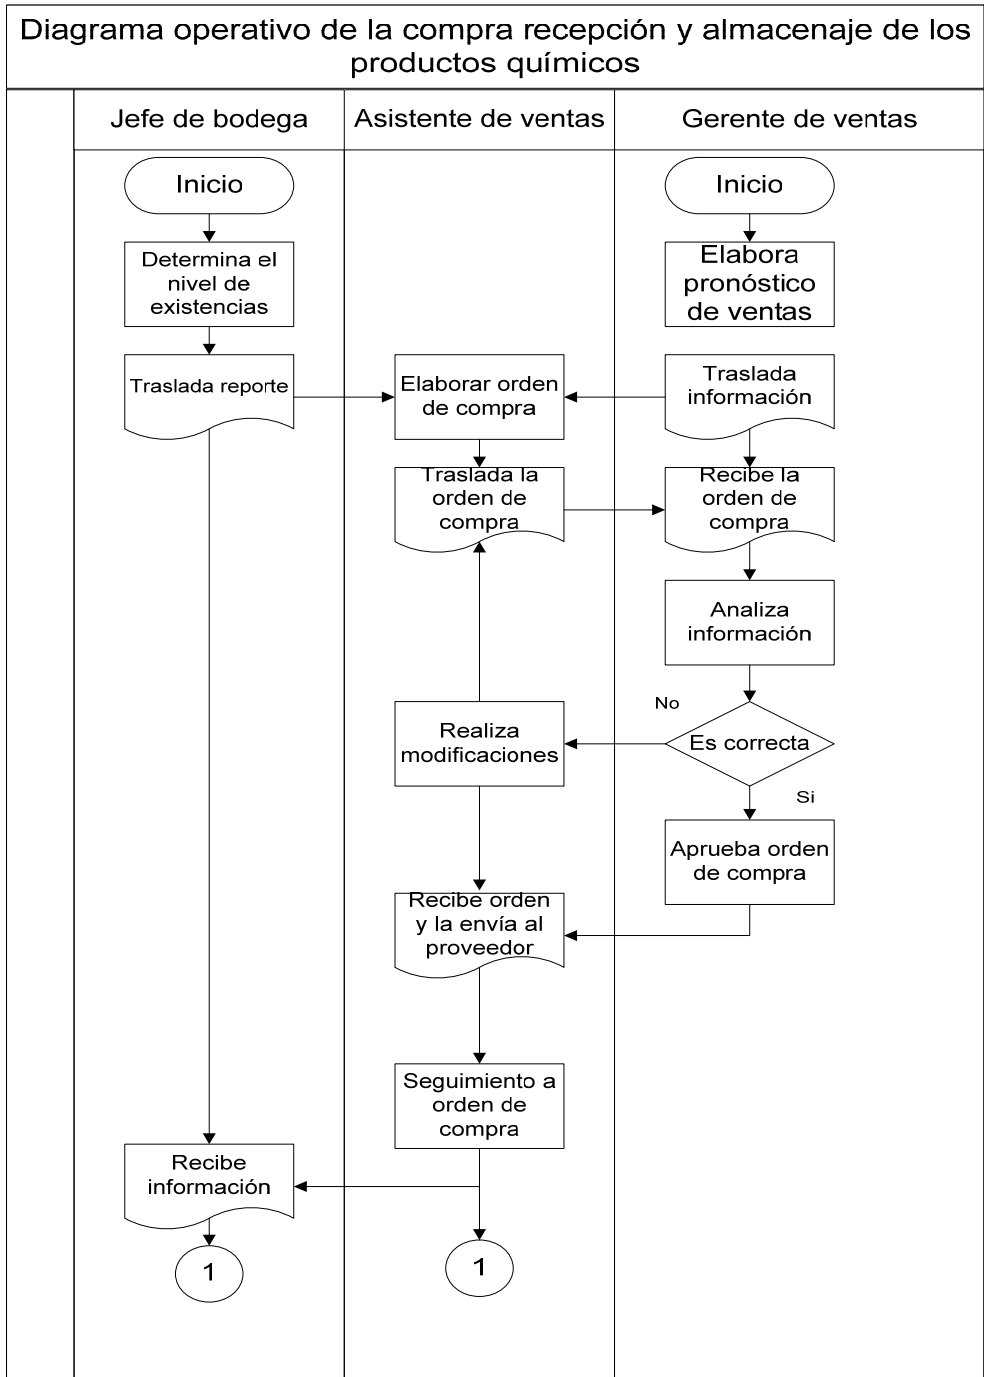 Diagrama operativo de la compra recepción y almacenaje de los
productos químicos
Jefe de bodega
Asistente de ventas
Gerente de ventas
Inicio
Inicio
Determina el
nivel de
existencias
Elabora
pronóstico
de ventas
Traslada reporte
Elaborar orden
de compra
Traslada
información
Traslada la
orden de
compra
Recibe la
orden de
compra
Analiza
información
No
Realiza
modificaciones
Es correcta
Si
Aprueba orden
de compra
Recibe orden
y la envía al
proveedor
Seguimiento a
orden de
compra
Recibe
información
1
1